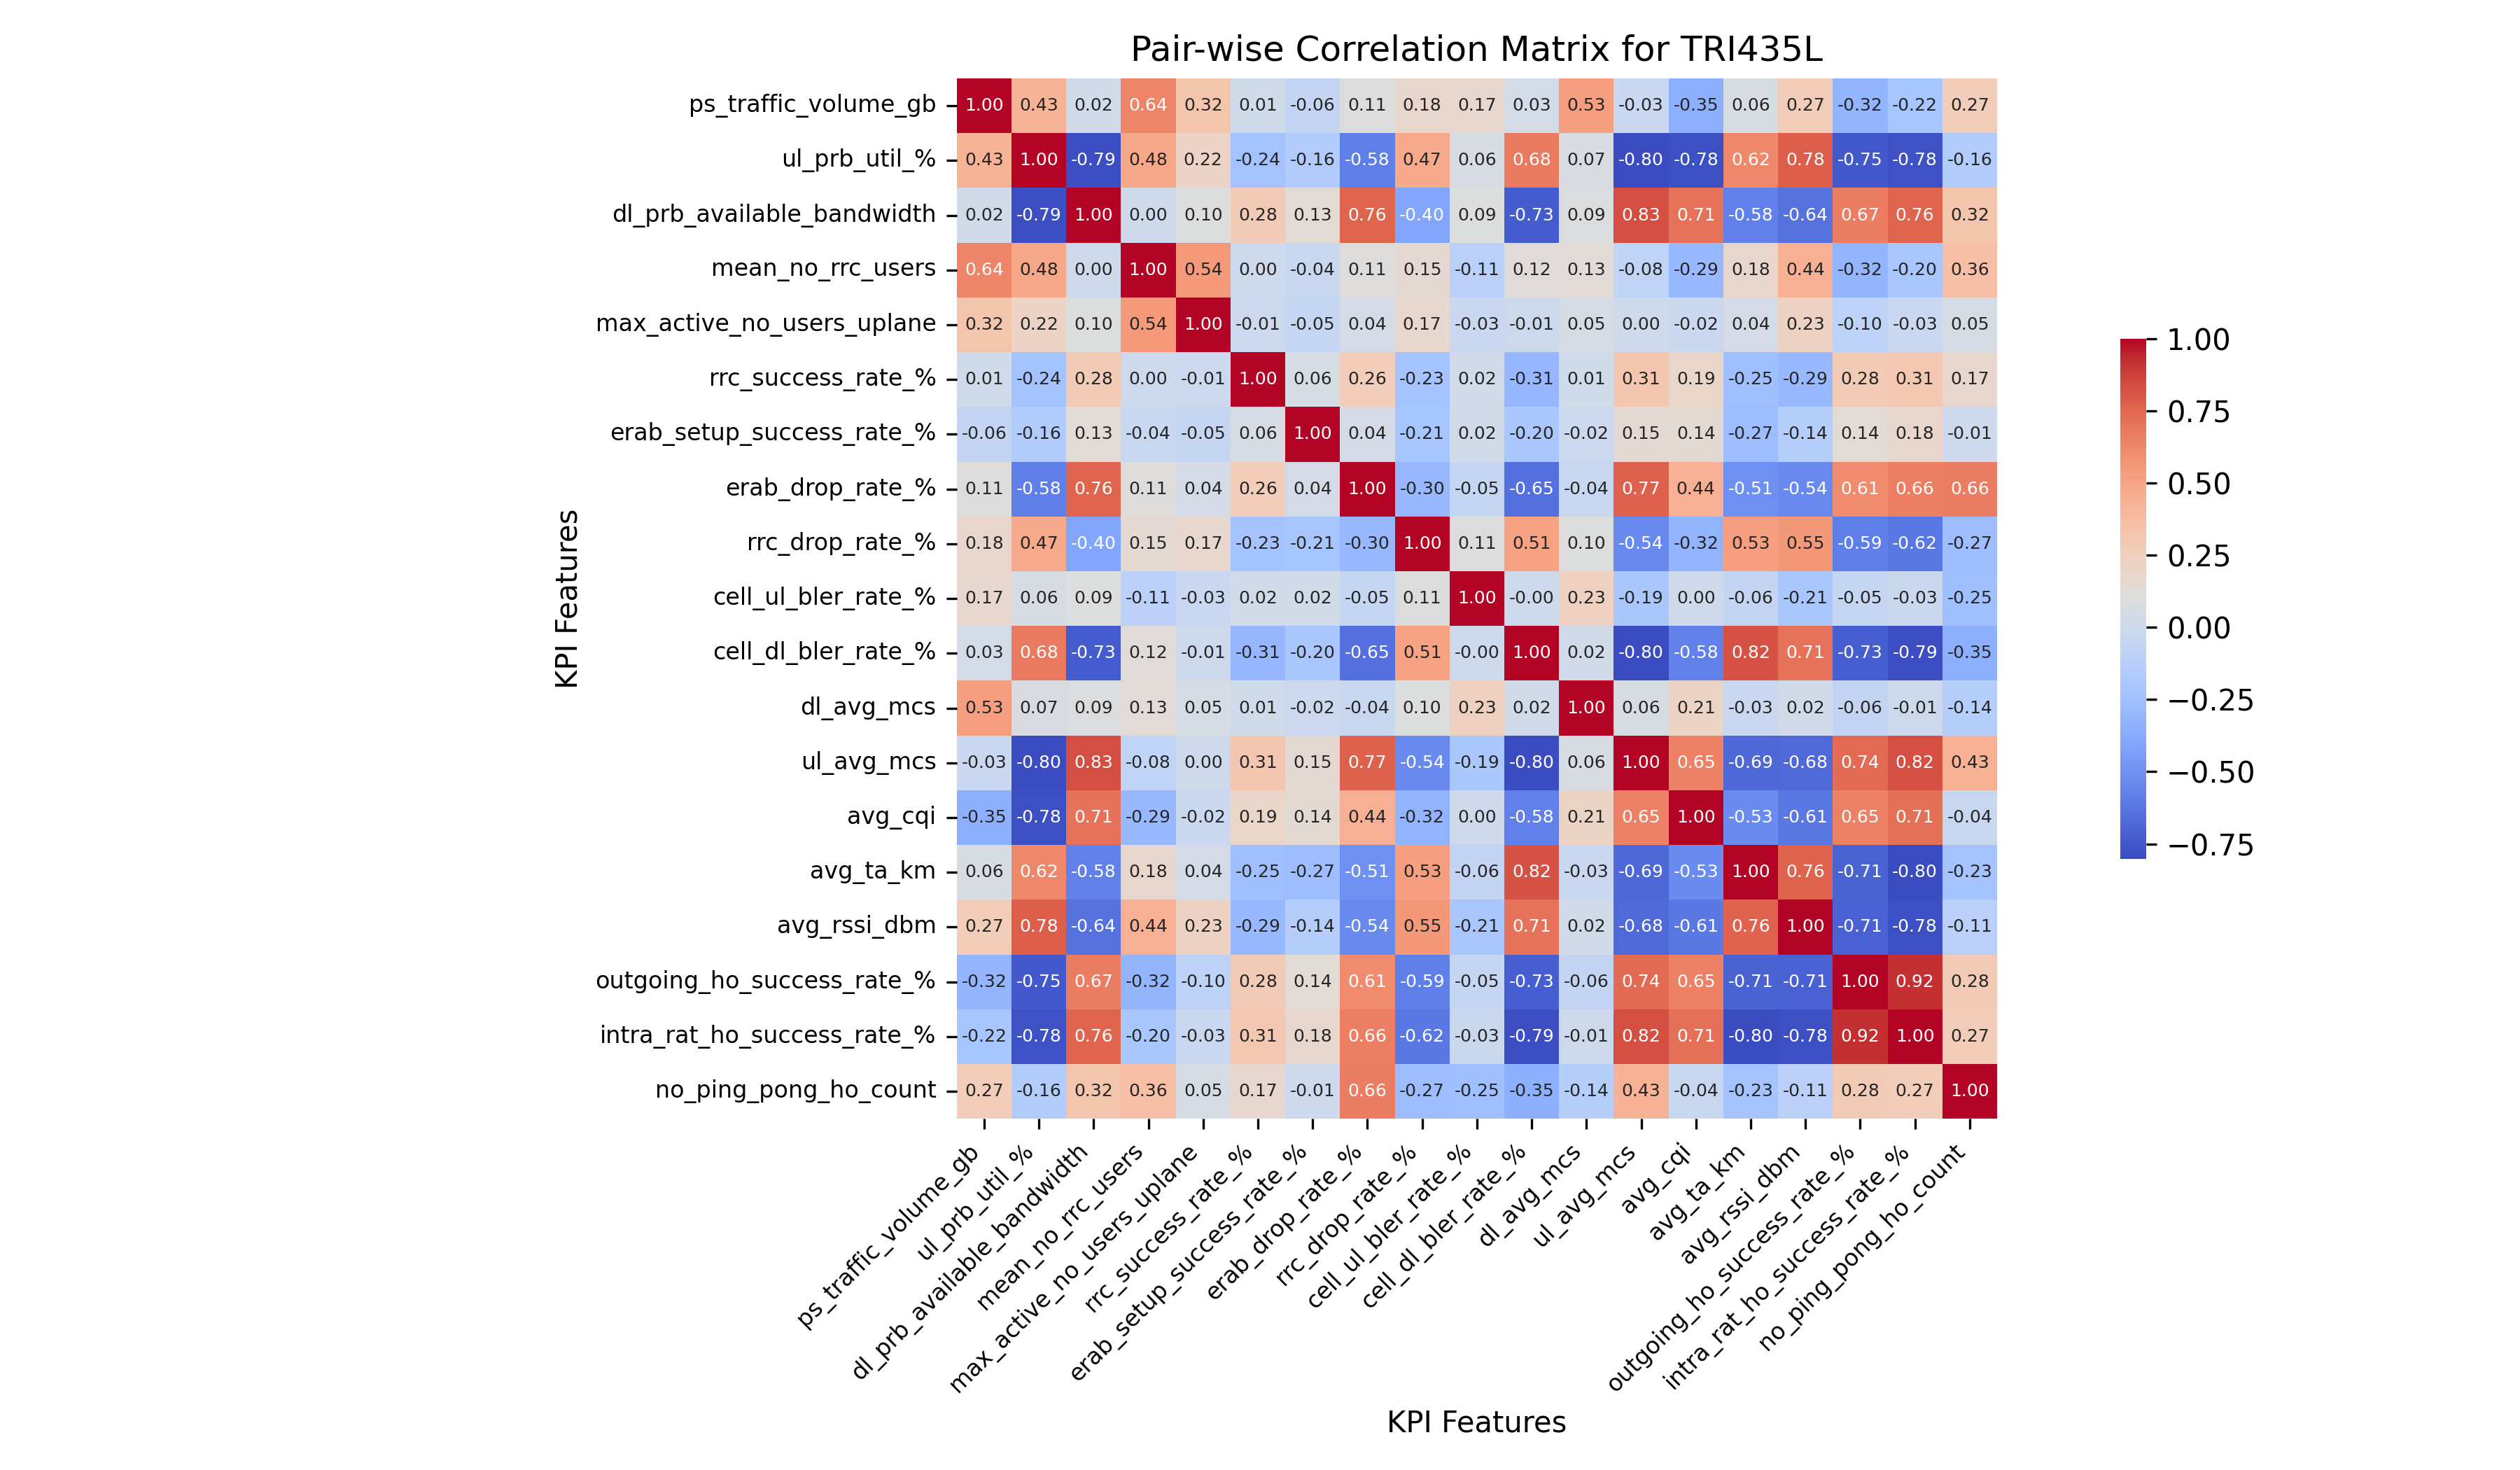 Pair-wise Correlation Matrix for TRI435L
ps_traffic_volume_gb 1.00 0.43 0.02 0.64 0.32 0.01 -0.06 0.11 0.18 0.17 0.03 0.53 -0.03 -0.35 0.06 0.27 -0.32 -0.22 0.27
ul_prb_util_% 0.43 1.00 -0.79 0.48 0.22 -0.24 -0.16 -0.58 0.47 0.06 0.68 0.07 -0.80 -0.78 0.62 0.78 -0.75 -0.78 -0.16
dl_prb_available_bandwidth 0.02 -0.79 1.00 0.00 0.10 0.28 0.13 0.76 -0.40 0.09 -0.73 0.09 0.83 0.71 -0.58 -0.64 0.67 0.76 0.32
mean_no_rrc_users 0.64 0.48 0.00 1.00 0.54 0.00 -0.04 0.11 0.15 -0.11 0.12 0.13 -0.08 -0.29 0.18 0.44 -0.32 -0.20 0.36
max_active_no_users_uplane 0.32 0.22 0.10 0.54 1.00 -0.01 -0.05 0.04 0.17 -0.03 -0.01 0.05 0.00 -0.02 0.04 0.23 -0.10 -0.03 0.05
rrc_success_rate_% 0.01 -0.24 0.28 0.00 -0.01 1.00 0.06 0.26 -0.23 0.02 -0.31 0.01 0.31 0.19 -0.25 -0.29 0.28 0.31 0.17
erab_setup_success_rate_% -0.06 -0.16 0.13 -0.04 -0.05 0.06 1.00 0.04 -0.21 0.02 -0.20 -0.02 0.15 0.14 -0.27 -0.14 0.14 0.18 -0.01
erab_drop_rate_% 0.11 -0.58 0.76 0.11 0.04 0.26 0.04 1.00 -0.30 -0.05 -0.65 -0.04 0.77 0.44 -0.51 -0.54 0.61 0.66 0.66
rrc_drop_rate_% 0.18 0.47 -0.40 0.15 0.17 -0.23 -0.21 -0.30 1.00 0.11 0.51 0.10 -0.54 -0.32 0.53 0.55 -0.59 -0.62 -0.27
cell_ul_bler_rate_% 0.17 0.06 0.09 -0.11 -0.03 0.02 0.02 -0.05 0.11 1.00 -0.00 0.23 -0.19 0.00 -0.06 -0.21 -0.05 -0.03 -0.25
cell_dl_bler_rate_% 0.03 0.68 -0.73 0.12 -0.01 -0.31 -0.20 -0.65 0.51 -0.00 1.00 0.02 -0.80 -0.58 0.82 0.71 -0.73 -0.79 -0.35
dl_avg_mcs 0.53 0.07 0.09 0.13 0.05 0.01 -0.02 -0.04 0.10 0.23 0.02 1.00 0.06 0.21 -0.03 0.02 -0.06 -0.01 -0.14
ul_avg_mcs -0.03 -0.80 0.83 -0.08 0.00 0.31 0.15 0.77 -0.54 -0.19 -0.80 0.06 1.00 0.65 -0.69 -0.68 0.74 0.82 0.43
avg_cqi -0.35 -0.78 0.71 -0.29 -0.02 0.19 0.14 0.44 -0.32 0.00 -0.58 0.21 0.65 1.00 -0.53 -0.61 0.65 0.71 -0.04
avg_ta_km 0.06 0.62 -0.58 0.18 0.04 -0.25 -0.27 -0.51 0.53 -0.06 0.82 -0.03 -0.69 -0.53 1.00 0.76 -0.71 -0.80 -0.23
avg_rssi_dbm 0.27 0.78 -0.64 0.44 0.23 -0.29 -0.14 -0.54 0.55 -0.21 0.71 0.02 -0.68 -0.61 0.76 1.00 -0.71 -0.78 -0.11
outgoing_ho_success_rate_% -0.32 -0.75 0.67 -0.32 -0.10 0.28 0.14 0.61 -0.59 -0.05 -0.73 -0.06 0.74 0.65 -0.71 -0.71 1.00 0.92 0.28
intra_rat_ho_success_rate_% -0.22 -0.78 0.76 -0.20 -0.03 0.31 0.18 0.66 -0.62 -0.03 -0.79 -0.01 0.82 0.71 -0.80 -0.78 0.92 1.00 0.27
no_ping_pong_ho_count 0.27 -0.16 0.32 0.36 0.05 0.17 -0.01 0.66 -0.27 -0.25 -0.35 -0.14 0.43 -0.04 -0.23 -0.11 0.28 0.27 1.00
KPI Features
ps_traffic_volume_gb
ul_prb_util_%
dl_prb_available_bandwidth
mean_no_rrc_users
max_active_no_users_uplane
rrc_success_rate_%
erab_setup_success_rate_%
erab_drop_rate_%
rrc_drop_rate_%
cell_ul_bler_rate_%
cell_dl_bler_rate_%
dl_avg_mcs
ul_avg_mcs
avg_cqi
avg_ta_km
avg_rssi_dbm
outgoing_ho_success_rate_%
intra_rat_ho_success_rate_%
no_ping_pong_ho_count
KPI Features
1.00
0.75
0.50
0.25
0.00
−0.25
−0.50
−0.75